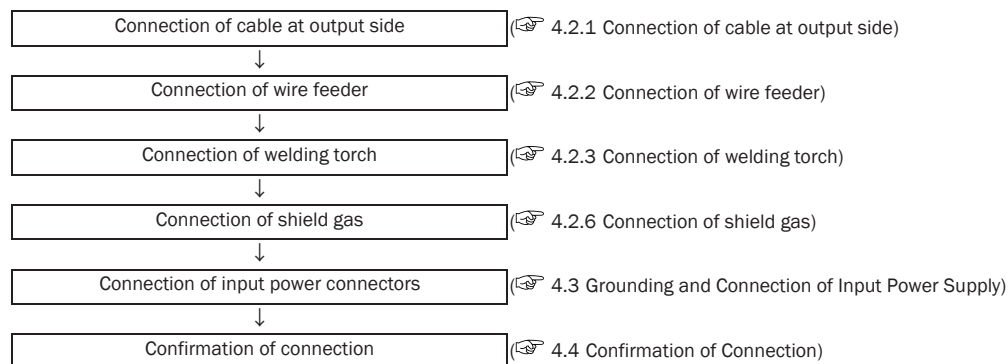 Connection of cable at output side (☞ 4.2.1 Connection of cable at output side)
↓
Connection of wire feeder (☞ 4.2.2 Connection of wire feeder)
↓
Connection of welding torch (☞ 4.2.3 Connection of welding torch)
↓
Connection of shield gas (☞ 4.2.6 Connection of shield gas)
↓
Connection of input power connectors (☞ 4.3 Grounding and Connection of Input Power Supply)
↓
Confirmation of connection (☞ 4.4 Confirmation of Connection)